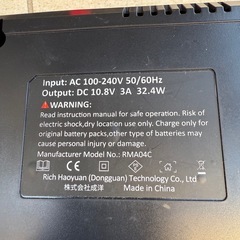 Input: AC 100-240V 50/60Hz
Output: DC 10.8V 3A 32.4W
WARNING:
Read instruction manual for safe operation. Risk of
electric shock,dry location use only. Charge only
original battery packes,other type of batteries may
cause personal injury or damage.
Manufacturer Model No.: RMA04C
Rich Haoyuan (Dongguan) Technology Co., Ltd
株式会社成洋 Made in China